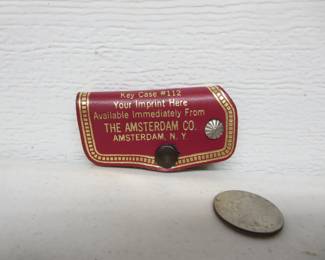 Key Case #112
Your Imprint Here
Available Immediately From
THE AMSTERDAM CO.
AMSTERDAM, N. Y.